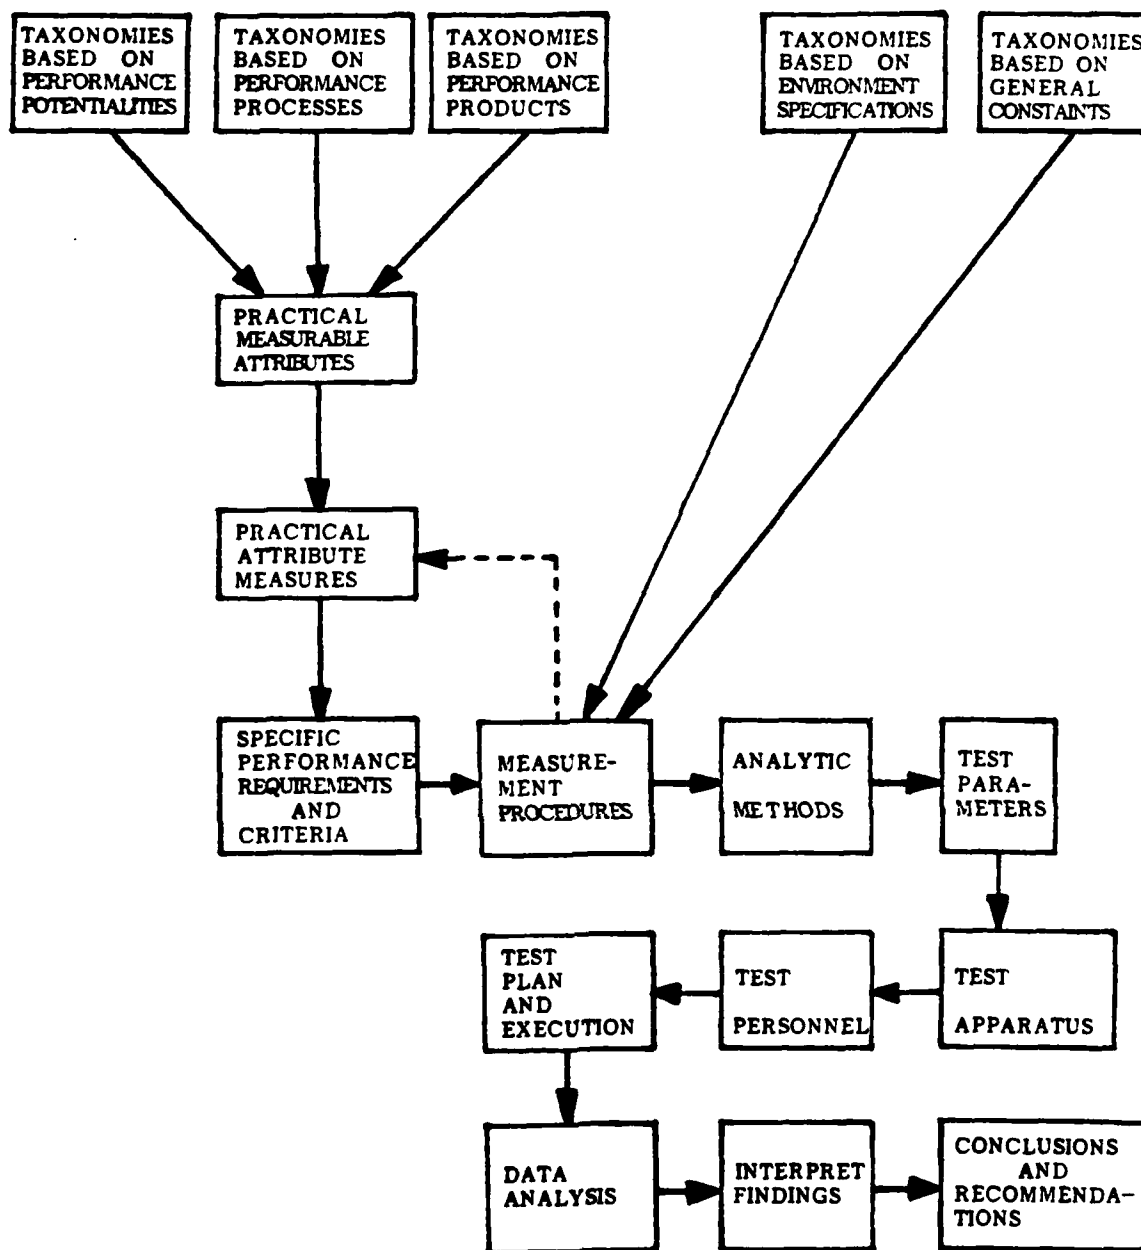 TAXONOMIES
BASED ON
PERFORMANCE
POTENTIALITIES
TAXONOMIES
BASED ON
PERFORMANCE
PROCESSES
TAXONOMIES
BASED ON
PERFORMANCE
PRODUCTS
TAXONOMIES
BASED ON
ENVIRONMENT
SPECIFICATIONS
TAXONOMIES
BASED ON
GENERAL
CONSTAINTS
PRACTICAL
MEASURABLE
ATTRIBUTES
PRACTICAL
ATTRIBUTE
MEASURES
SPECIFIC
PERFORMANCE
REQUIREMENTS
AND
CRITERIA
MEASURE-
MENT
PROCEDURES
ANALYTIC
METHODS
TEST
PARA-
METERS
TEST
PLAN
AND
EXECUTION
TEST
PERSONNEL
TEST
APPARATUS
DATA
ANALYSIS
INTERPRET
FINDINGS
CONCLUSIONS
AND
RECOMMENDA-
TIONS